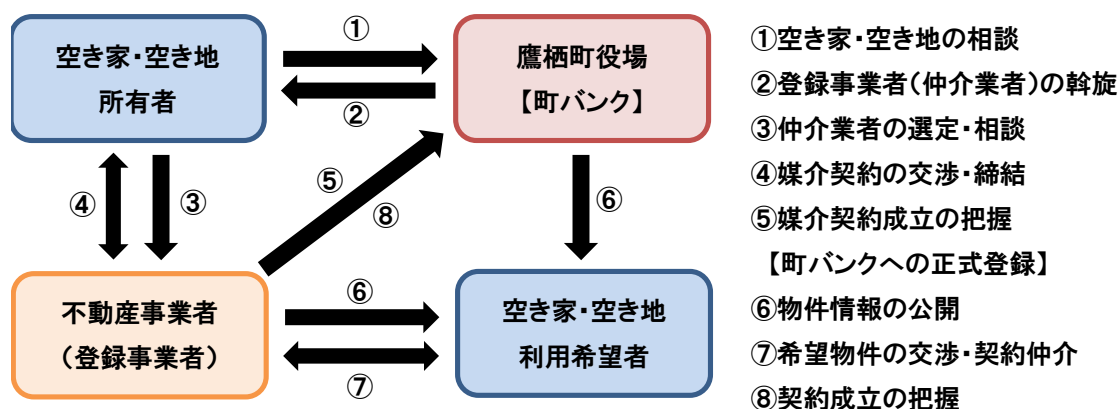 空き家・空き地
所有者
①
②
鷹栖町役場
【町バンク】
④
③
⑤
⑧
⑥
不動産事業者
（登録事業者）
⑥
⑦
空き家・空き地
利用希望者
①空き家・空き地の相談
②登録事業者（仲介業者）の斡旋
③仲介業者の選定・相談
④媒介契約の交渉・締結
⑤媒介契約成立の把握
【町バンクへの正式登録】
⑥物件情報の公開
⑦希望物件の交渉・契約仲介
⑧契約成立の把握